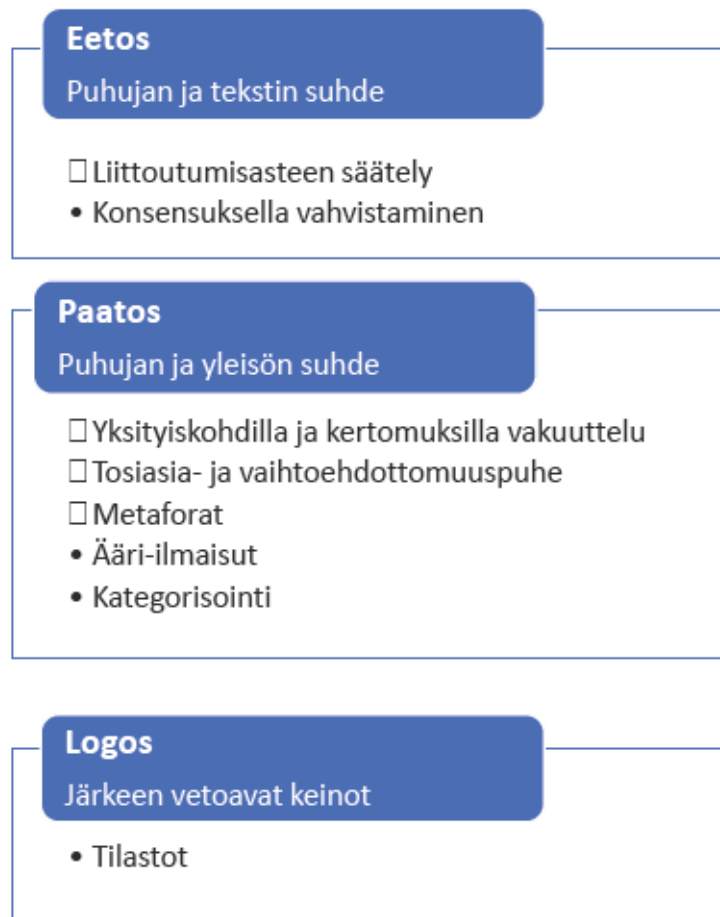 Eetos
Puhujan ja tekstin suhde
□ Liittoutumisasteen säätely
• Konsensuksella vahvistaminen
Paatos
Puhujan ja yleisön suhde
□ Yksityiskohdilla ja kertomuksilla vakuuttelu
□ Tosiasia- ja vaihtoehdottomuuspuhe
□ Metaforat
• Ääri-ilmaisut
• Kategorisointi
Logos
Järkeen vetoavat keinot
• Tilastot